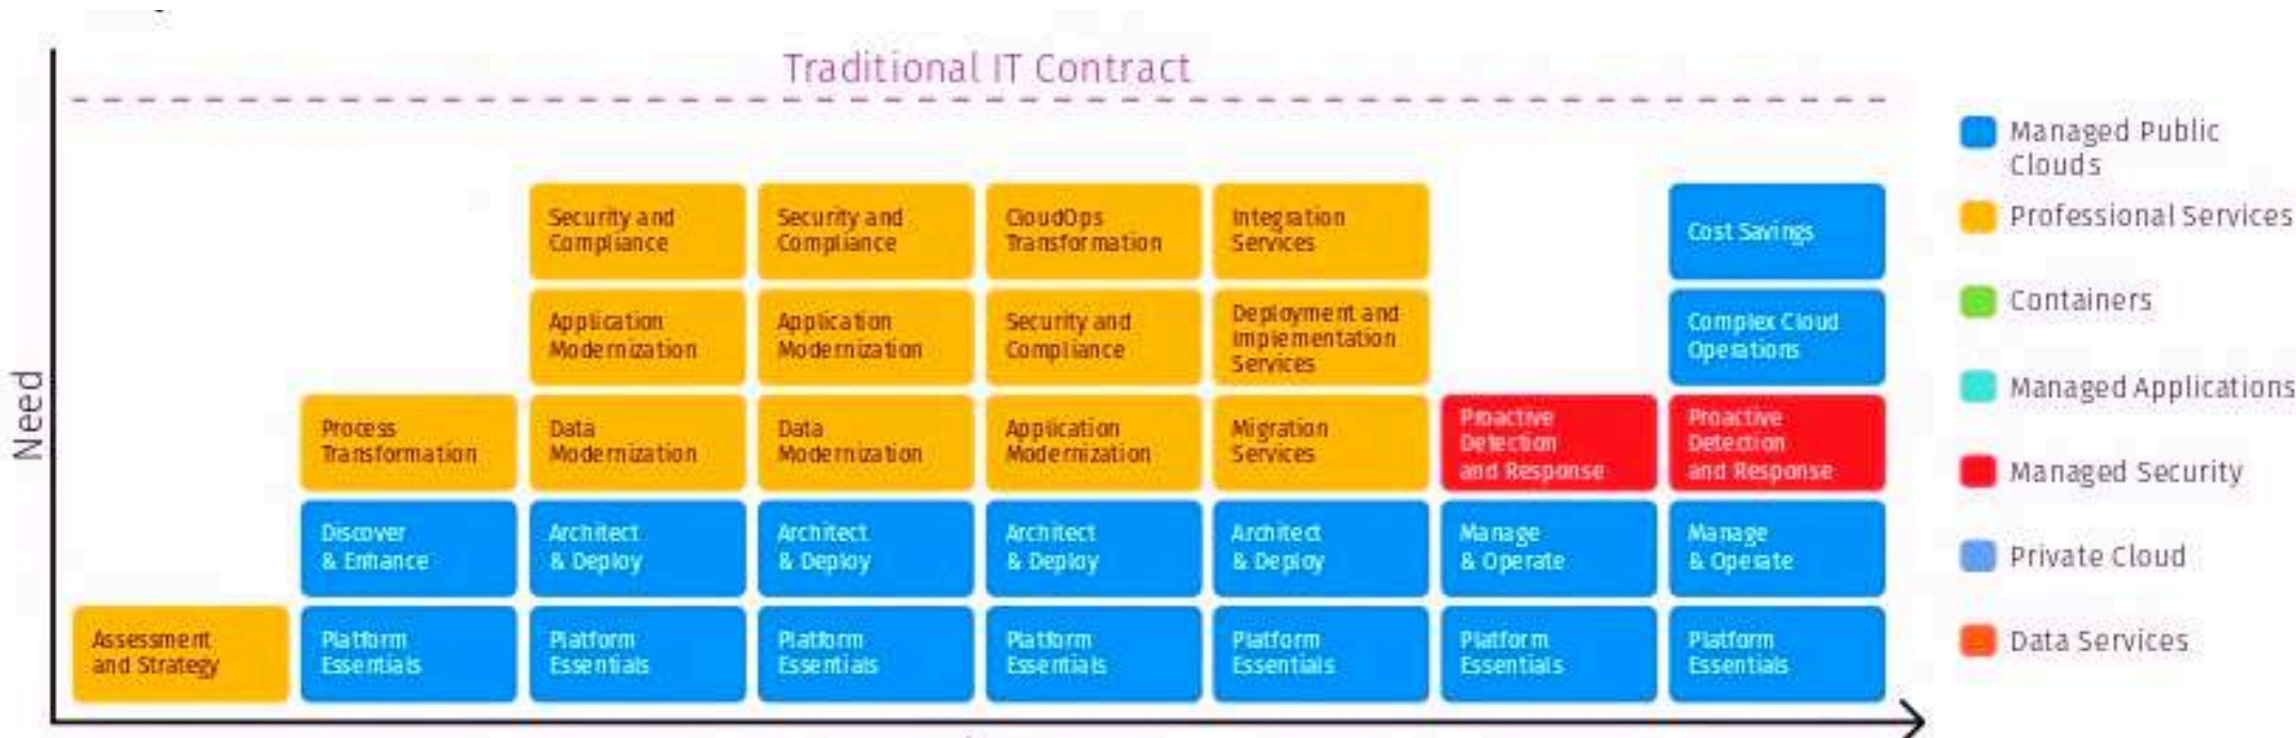 Traditional IT Contract
Need
Security and
Compliance
Security and
Compliance
CloudOps
Transformation
Integration
Services
Cost Savings
Application
Modernization
Application
Modernization
Security and
Compliance
Deployment and
Implementation
Services
Complex Cloud
Operations
Process
Transformation
Data
Modernization
Data
Modernization
Application
Modernization
Migration
Services
Proactive
Detection
and Response
Proactive
Detection
and Response
Discover
& Enhance
Architect
& Deploy
Architect
& Deploy
Architect
& Deploy
Architect
& Deploy
Manage
& Operate
Manage
& Operate
Assessment
and Strategy
Platform
Essentials
Platform
Essentials
Platform
Essentials
Platform
Essentials
Platform
Essentials
Platform
Essentials
Platform
Essentials
Managed Public
Clouds
Professional Services
Containers
Managed Applications
Managed Security
Private Cloud
Data Services